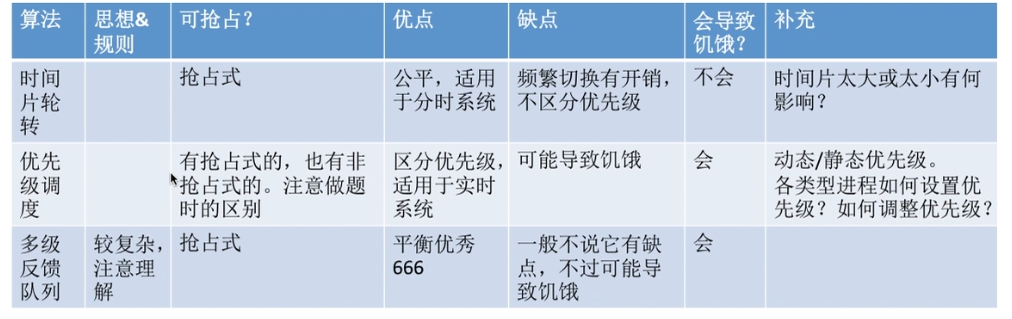 算法
思想&
规则
可抢占？
优点
缺点
会导致
饥饿？
补充
时间
片轮
转
抢占式
公平，适用
于分时系统
频繁切换有开销，
不区分优先级
不会
时间片太大或太小有何
影响？
优先
级调
度
有抢占式的，也有非
抢占式的。注意做题
时的区别
区分优先级，
适用于实时
系统
可能导致饥饿
会
动态/静态优先级。
各类型进程如何设置优
先级？如何调整优先级？
多级
反馈
队列
较复杂，
注意理
解
抢占式
平衡优秀
666
一般不说它有缺
点，不过可能导
致饥饿
会